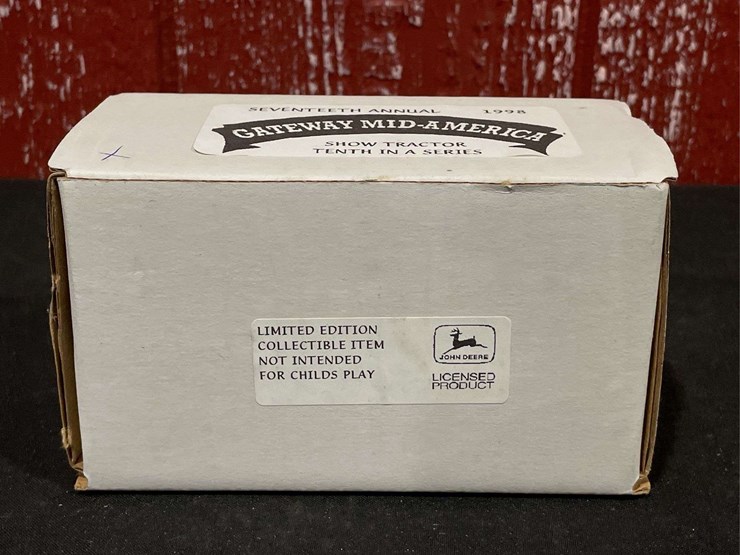 SEVENTEETH ANNUAL 1998
GATEWAY MID-AMERICA
SHOW TRACTOR
TENTH IN A SERIES
LIMITED EDITION
COLLECTIBLE ITEM
NOT INTENDED
FOR CHILDS PLAY
JOHN DEERE
LICENSED
PRODUCT